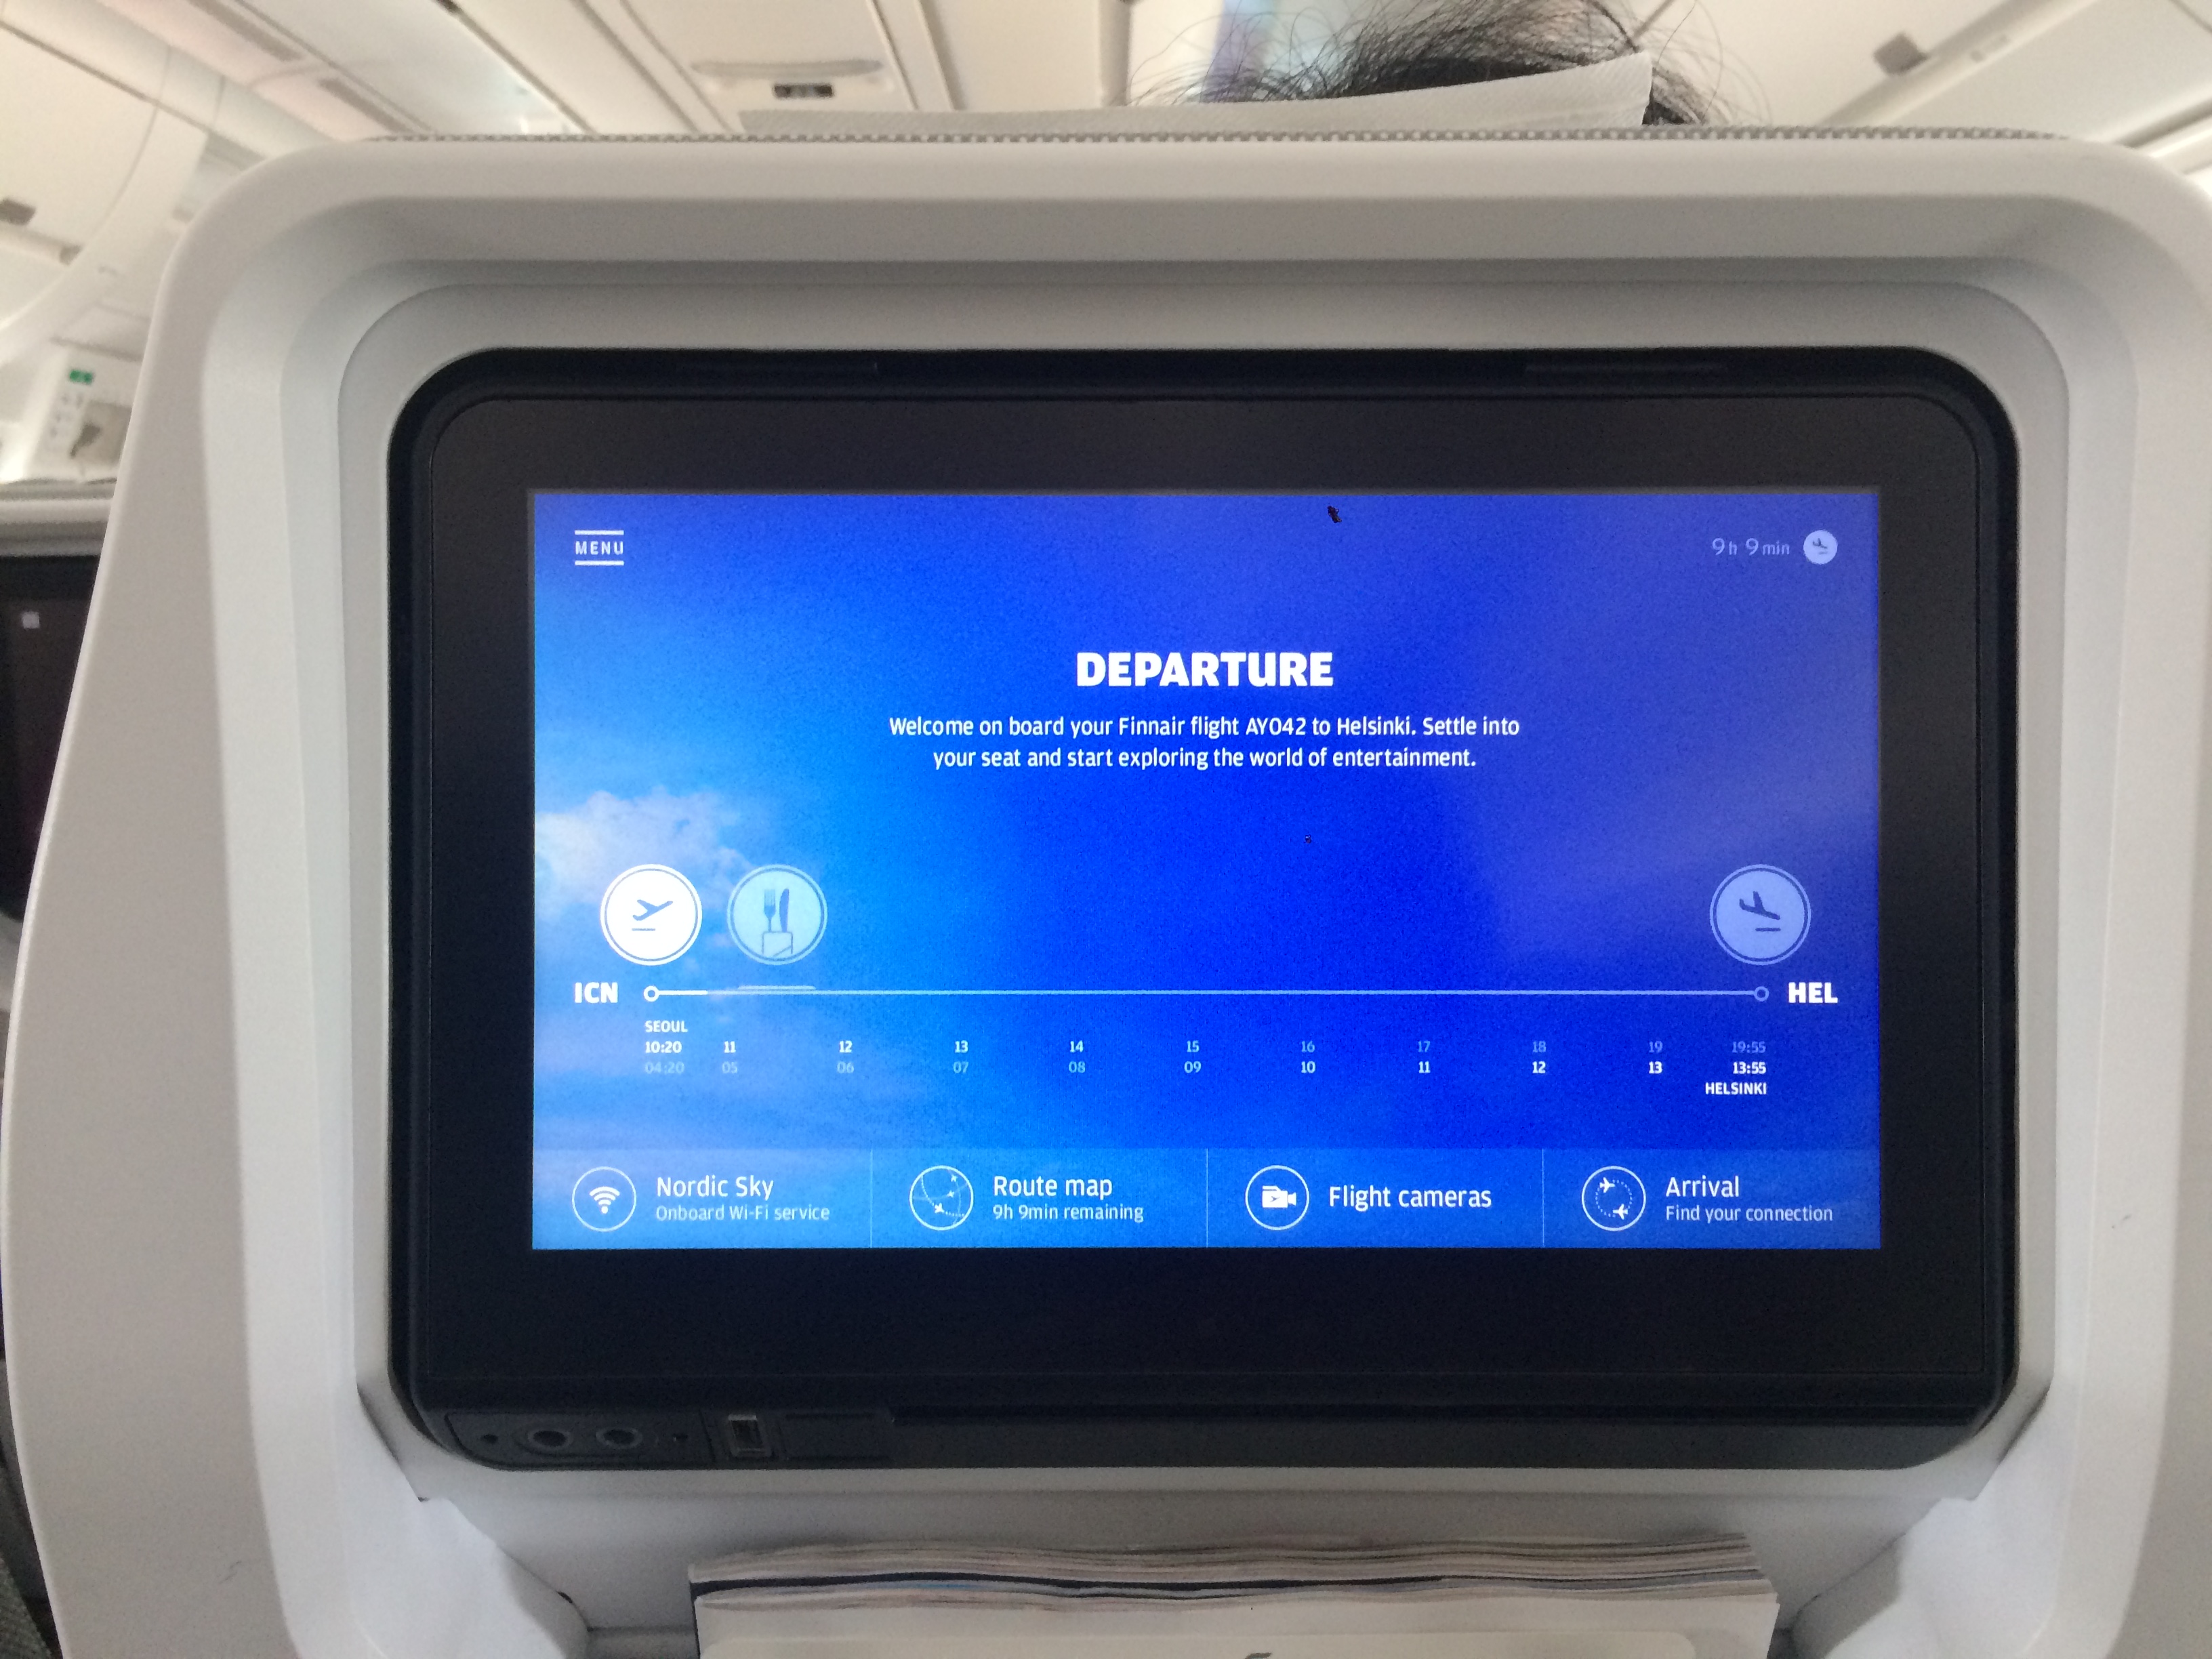 MENU
9h 9min
DEPARTURE
Welcome on board your Finnair flight AY042 to Helsinki. Settle into
your seat and start exploring the world of entertainment.
ICN
HEL
SEOUL
10:20 11 12 13 14 15 16 17 18 19 19:55
04:20 05 06 07 08 09 10 11 12 13 13:55
HELSINKI
Nordic Sky
Onboard Wi-Fi service
Route map
9h 9min remaining
Flight cameras
Arrival
Find your connection